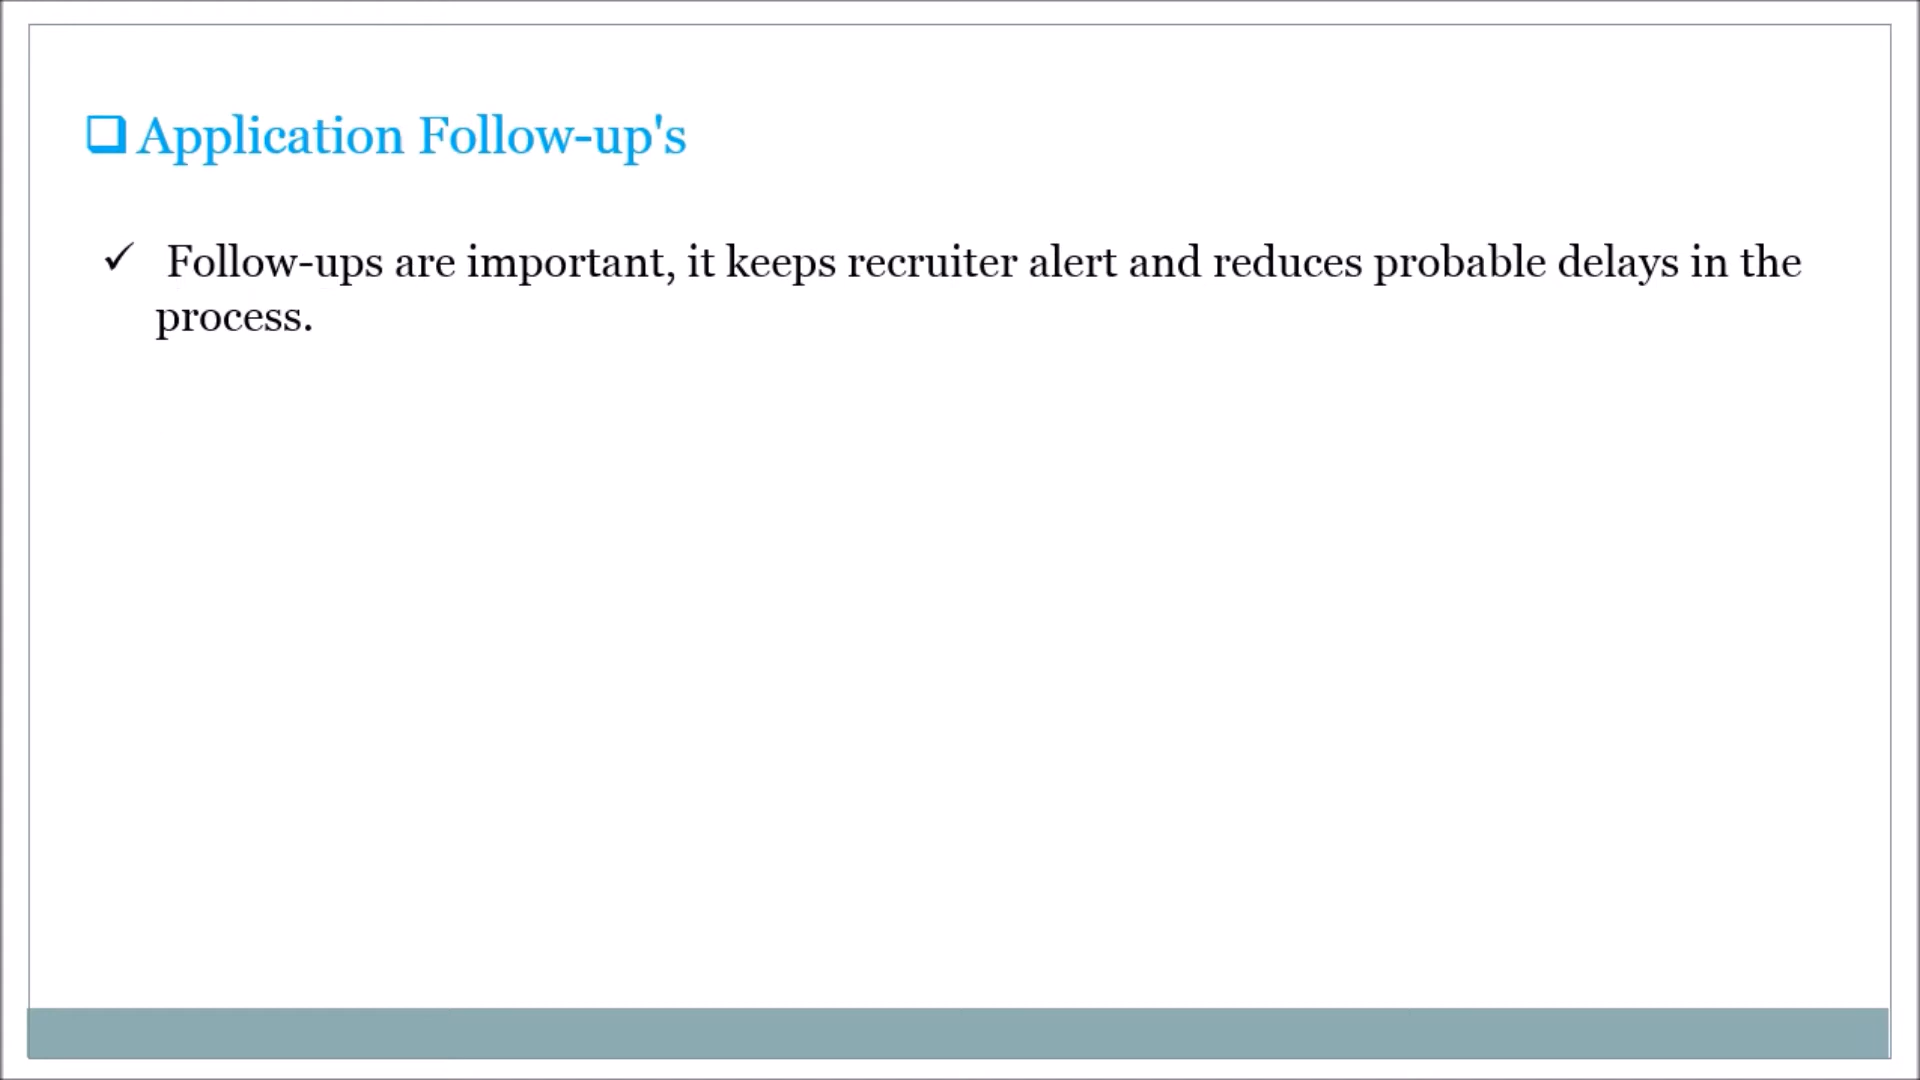 Application Follow-up's
Follow-ups are important, it keeps recruiter alert and reduces probable delays in the
process.